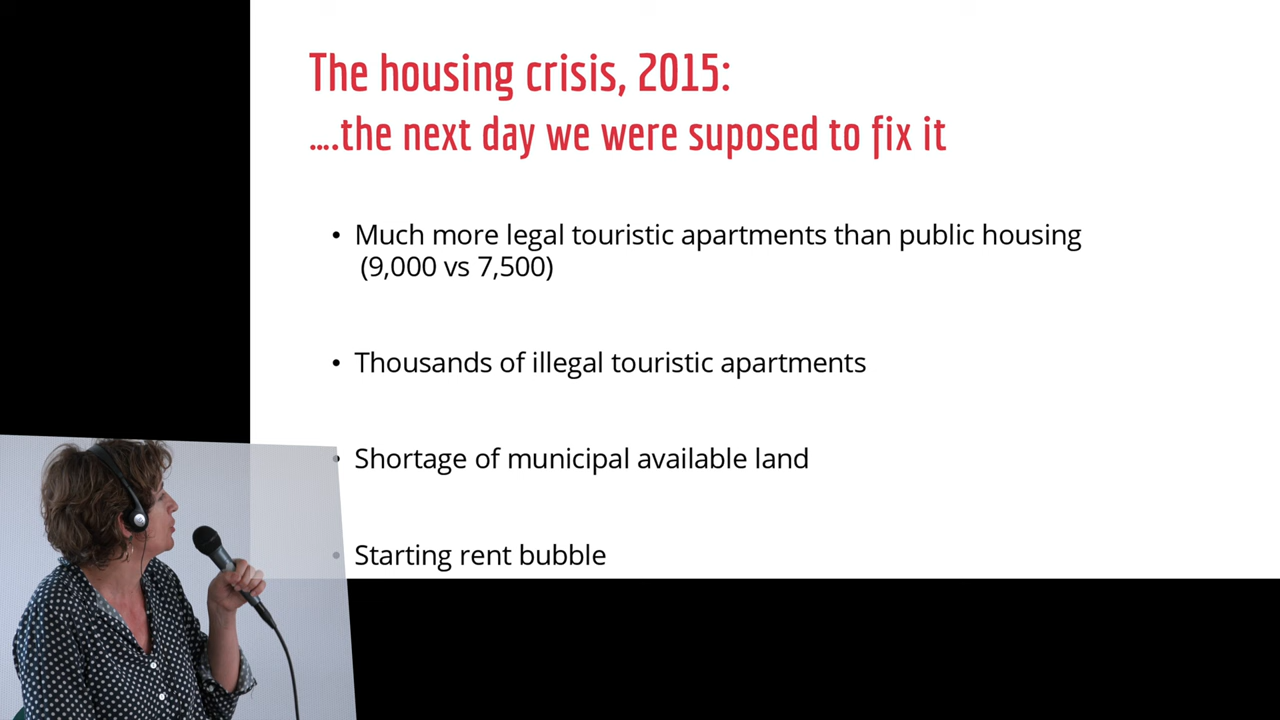 The housing crisis, 2015:
....the next day we were suposed to fix it
• Much more legal touristic apartments than public housing
(9,000 vs 7,500)
• Thousands of illegal touristic apartments
• Shortage of municipal available land
• Starting rent bubble